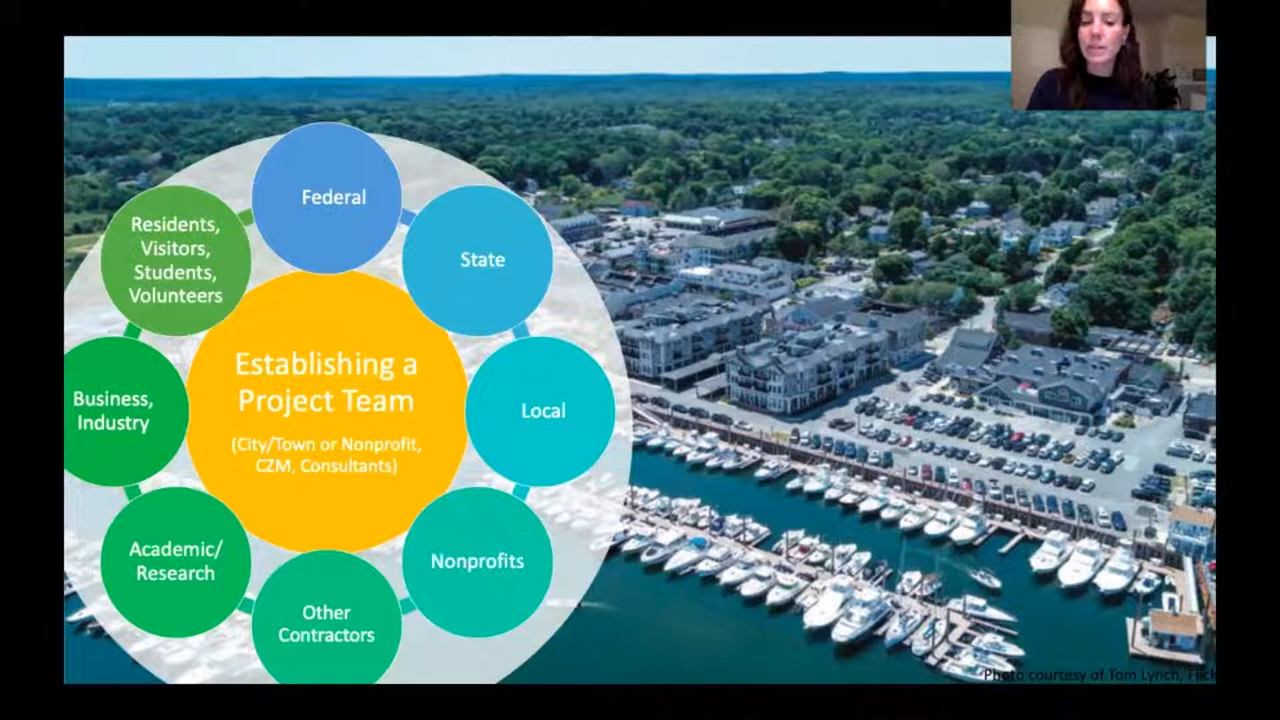 Federal
State
Local
Nonprofits
Other
Contractors
Academic/
Research
Business,
Industry
Residents,
Visitors,
Students,
Volunteers
Establishing a
Project Team
(City/Town or Nonprofit,
CZM, Consultants)
Photo courtesy of Tom Lynch, Flick